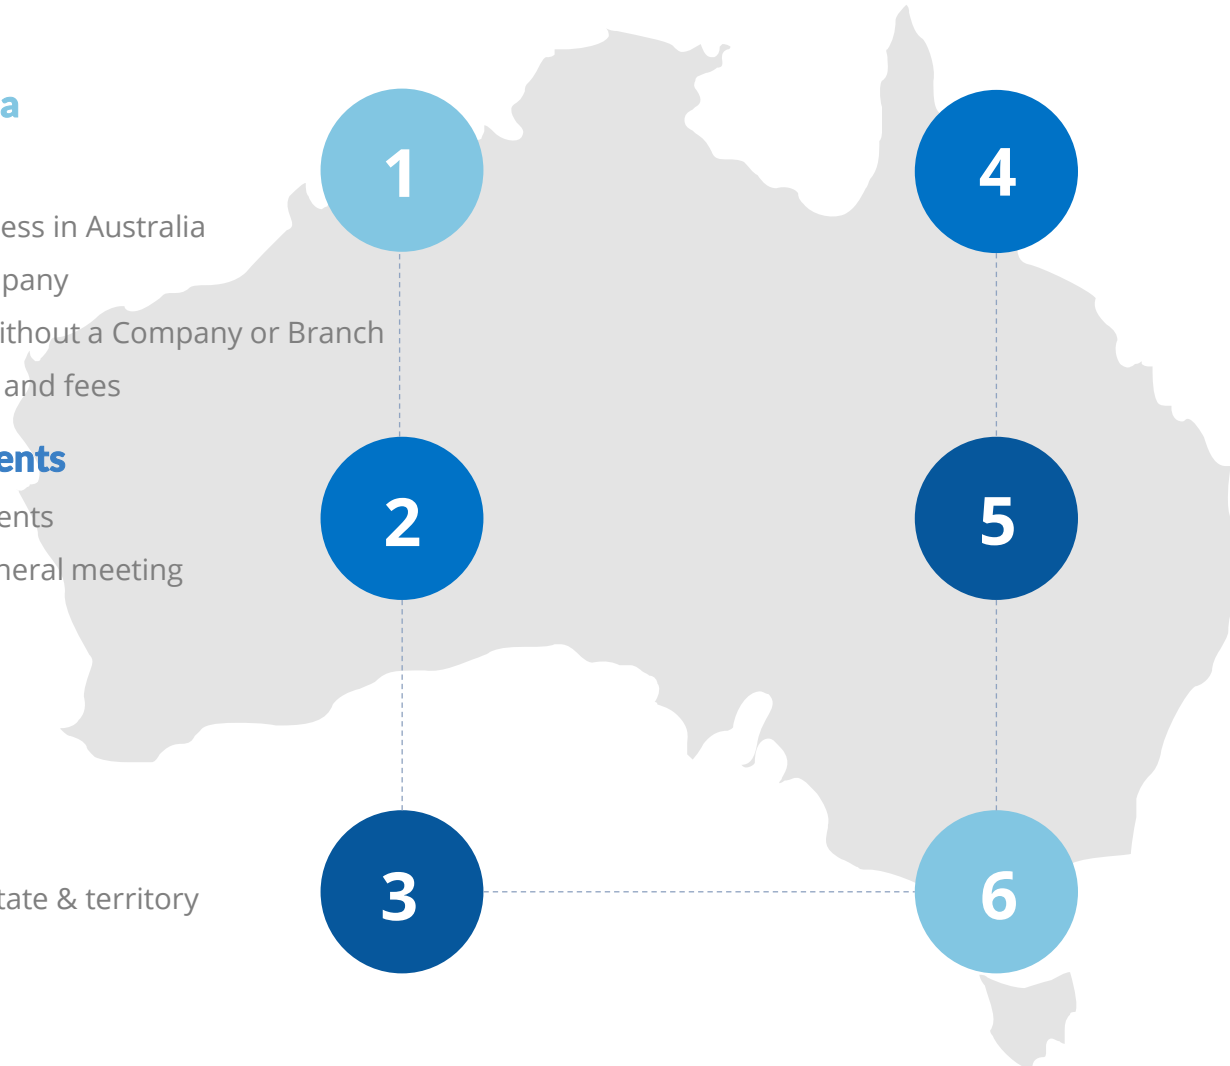 a
ess in Australia
pany
ithout a Company or Branch
and fees
ents
ents
neral meeting
tate & territory
1
2
3
4
5
6